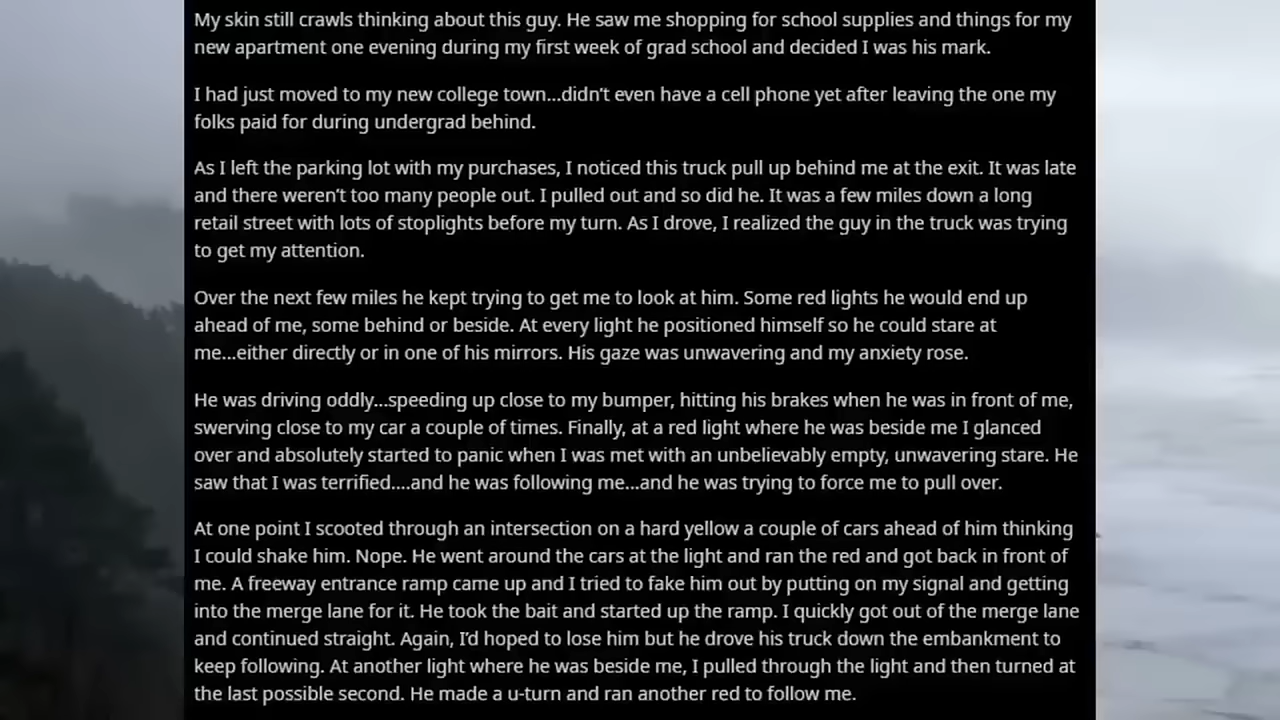 My skin still crawls thinking about this guy. He saw me shopping for school supplies and things for my
new apartment one evening during my first week of grad school and decided I was his mark.
I had just moved to my new college town...didn't even have a cell phone yet after leaving the one my
folks paid for during undergrad behind.
As I left the parking lot with my purchases, I noticed this truck pull up behind me at the exit. It was late
and there weren't too many people out. I pulled out and so did he. It was a few miles down a long
retail street with lots of stoplights before my turn. As I drove, I realized the guy in the truck was trying
to get my attention.
Over the next few miles he kept trying to get me to look at him. Some red lights he would end up
ahead of me, some behind or beside. At every light he positioned himself so he could stare at
me...either directly or in one of his mirrors. His gaze was unwavering and my anxiety rose.
He was driving oddly...speeding up close to my bumper, hitting his brakes when he was in front of me,
swerving close to my car a couple of times. Finally, at a red light where he was beside me I glanced
over and absolutely started to panic when I was met with an unbelievably empty, unwavering stare. He
saw that I was terrified....and he was following me...and he was trying to force me to pull over.
At one point I scooted through an intersection on a hard yellow a couple of cars ahead of him thinking
I could shake him. Nope. He went around the cars at the light and ran the red and got back in front of
me. A freeway entrance ramp came up and I tried to fake him out by putting on my signal and getting
into the merge lane for it. He took the bait and started up the ramp. I quickly got out of the merge lane
and continued straight. Again, I'd hoped to lose him but he drove his truck down the embankment to
keep following. At another light where he was beside me, I pulled through the light and then turned at
the last possible second. He made a u-turn and ran another red to follow me.